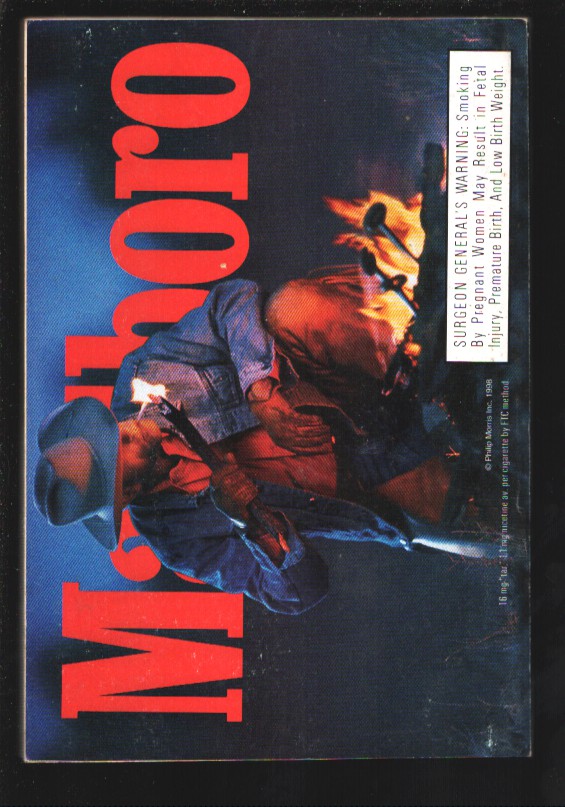 Marlboro
SURGEON GENERAL'S WARNING: Smoking
By Pregnant Women May Result in Fetal
Injury, Premature Birth, And Low Birth Weight.
© Philip Morris Inc. 1998
16 mg "tar," 1.1 mg nicotine av. per cigarette by FTC method.